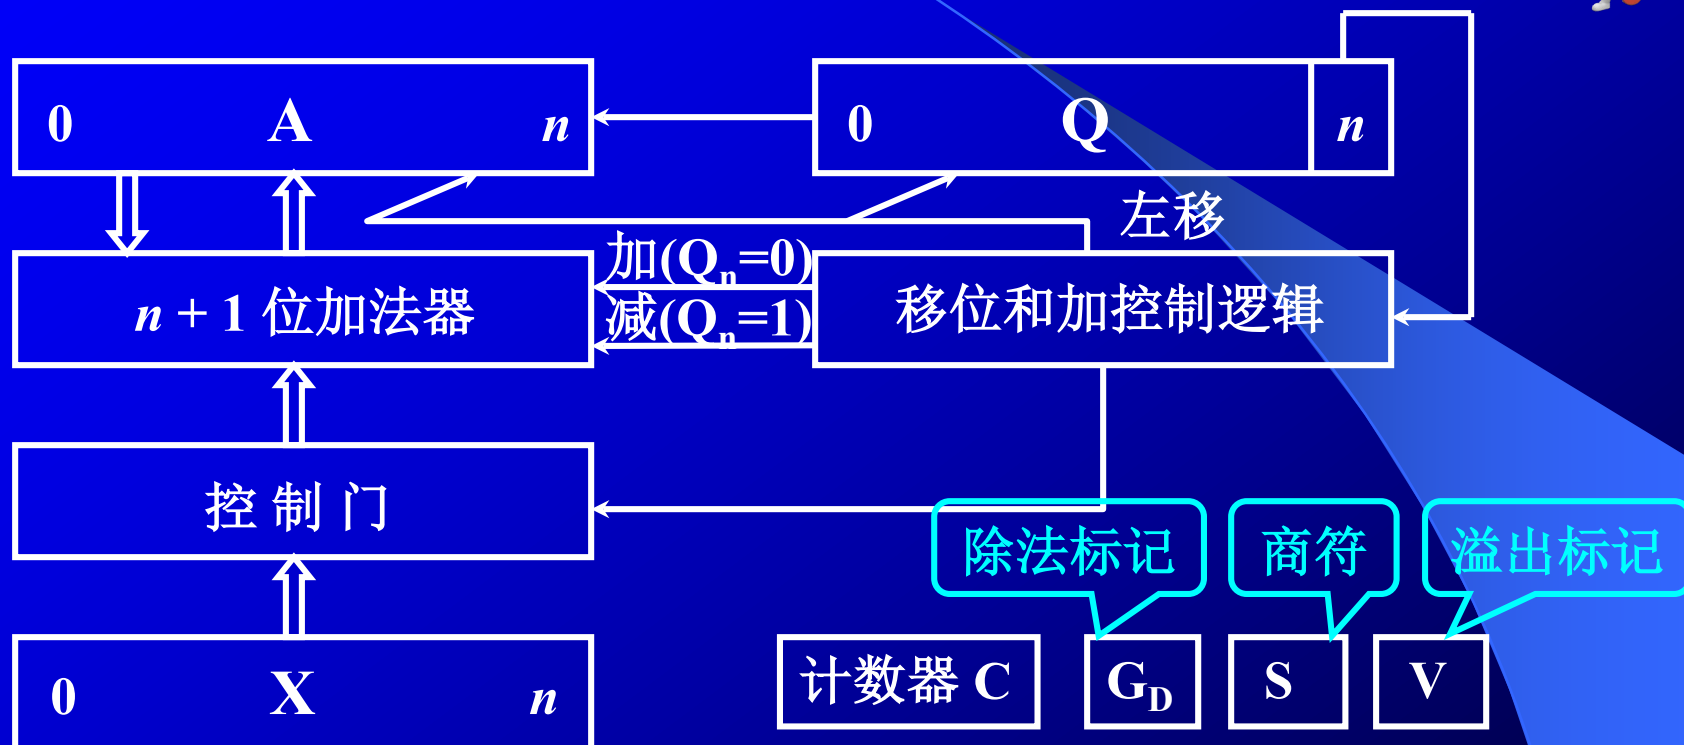 0 A n
0 Q n
左移
加(Qn=0)
n + 1 位加法器
减(Qn=1)
移位和加控制逻辑
控 制 门
除法标记
商符
溢出标记
0 X n
计数器 C
GD
S
V